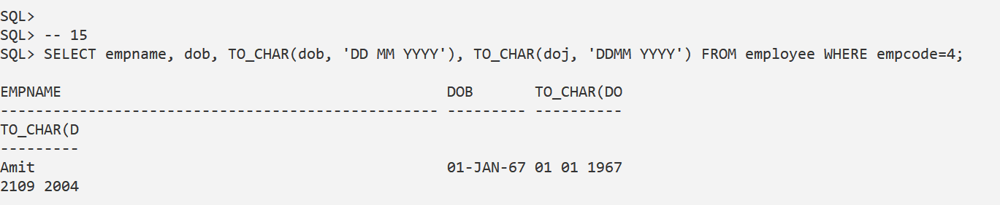 SQL>
SQL> -- 15
SQL> SELECT empname, dob, TO_CHAR(dob, 'DD MM YYYY'), TO_CHAR(doj, 'DDMM YYYY') FROM employee WHERE empcode=4;
EMPNAME                                            DOB       TO_CHAR(DO
-------------------------------------------------- --------- ----------
TO_CHAR(D
---------
Amit                                               01-JAN-67 01 01 1967
2109 2004